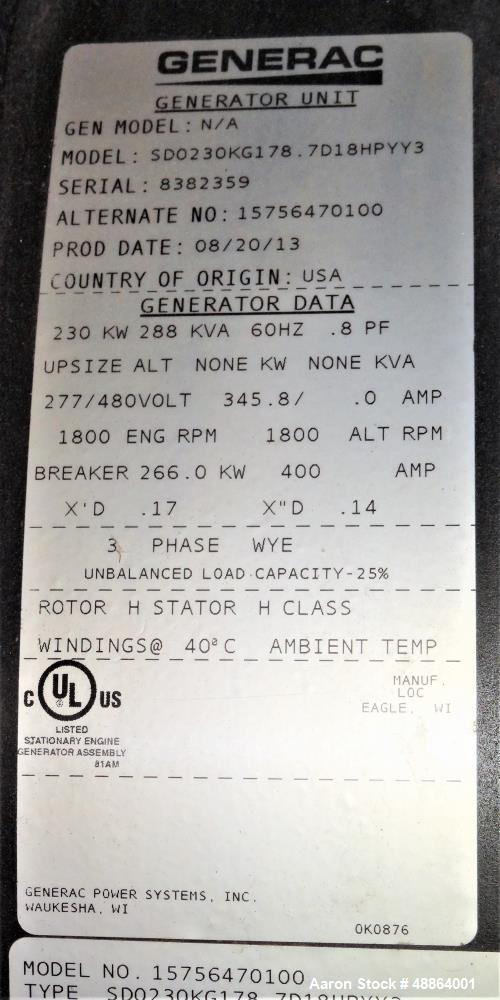 GENERAC
GENERATOR UNIT
GEN MODEL: N/A
MODEL: SD0230KG178.7D18HPYY3
SERIAL: 8382359
ALTERNATE NO: 15756470100
PROD DATE: 08/20/13
COUNTRY OF ORIGIN: USA
GENERATOR DATA
230 KW 288 KVA 60HZ .8 PF
UPSIZE ALT NONE KW NONE KVA
277/480VOLT 345.8/ .0 AMP
1800 ENG RPM 1800 ALT RPM
BREAKER 266.0 KW 400 AMP
X'D .17 X"D .14
3 PHASE WYE
UNBALANCED LOAD CAPACITY-25%
ROTOR H STATOR H CLASS
WINDINGS@ 40°C AMBIENT TEMP
C UL US
LISTED
STATIONARY ENGINE
GENERATOR ASSEMBLY
81AM
MANUF.
LOC
EAGLE, WI
GENERAC POWER SYSTEMS, INC.
WAUKESHA, WI
0K0876
MODEL NO. 15756470100
TYPE SD0230KG178.7D18HPYY3
Aaron Stock # 48864001